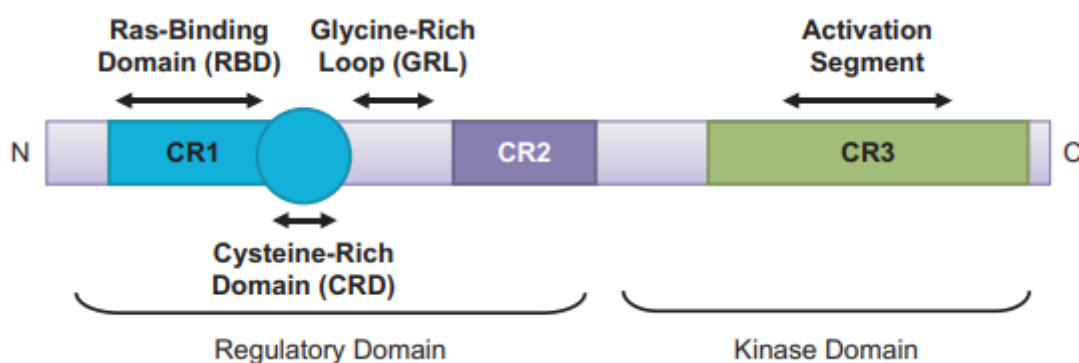 Ras-Binding
Domain (RBD)
Glycine-Rich
Loop (GRL)
Activation
Segment
N
CR1
CR2
CR3
C
Cysteine-Rich
Domain (CRD)
Regulatory Domain
Kinase Domain